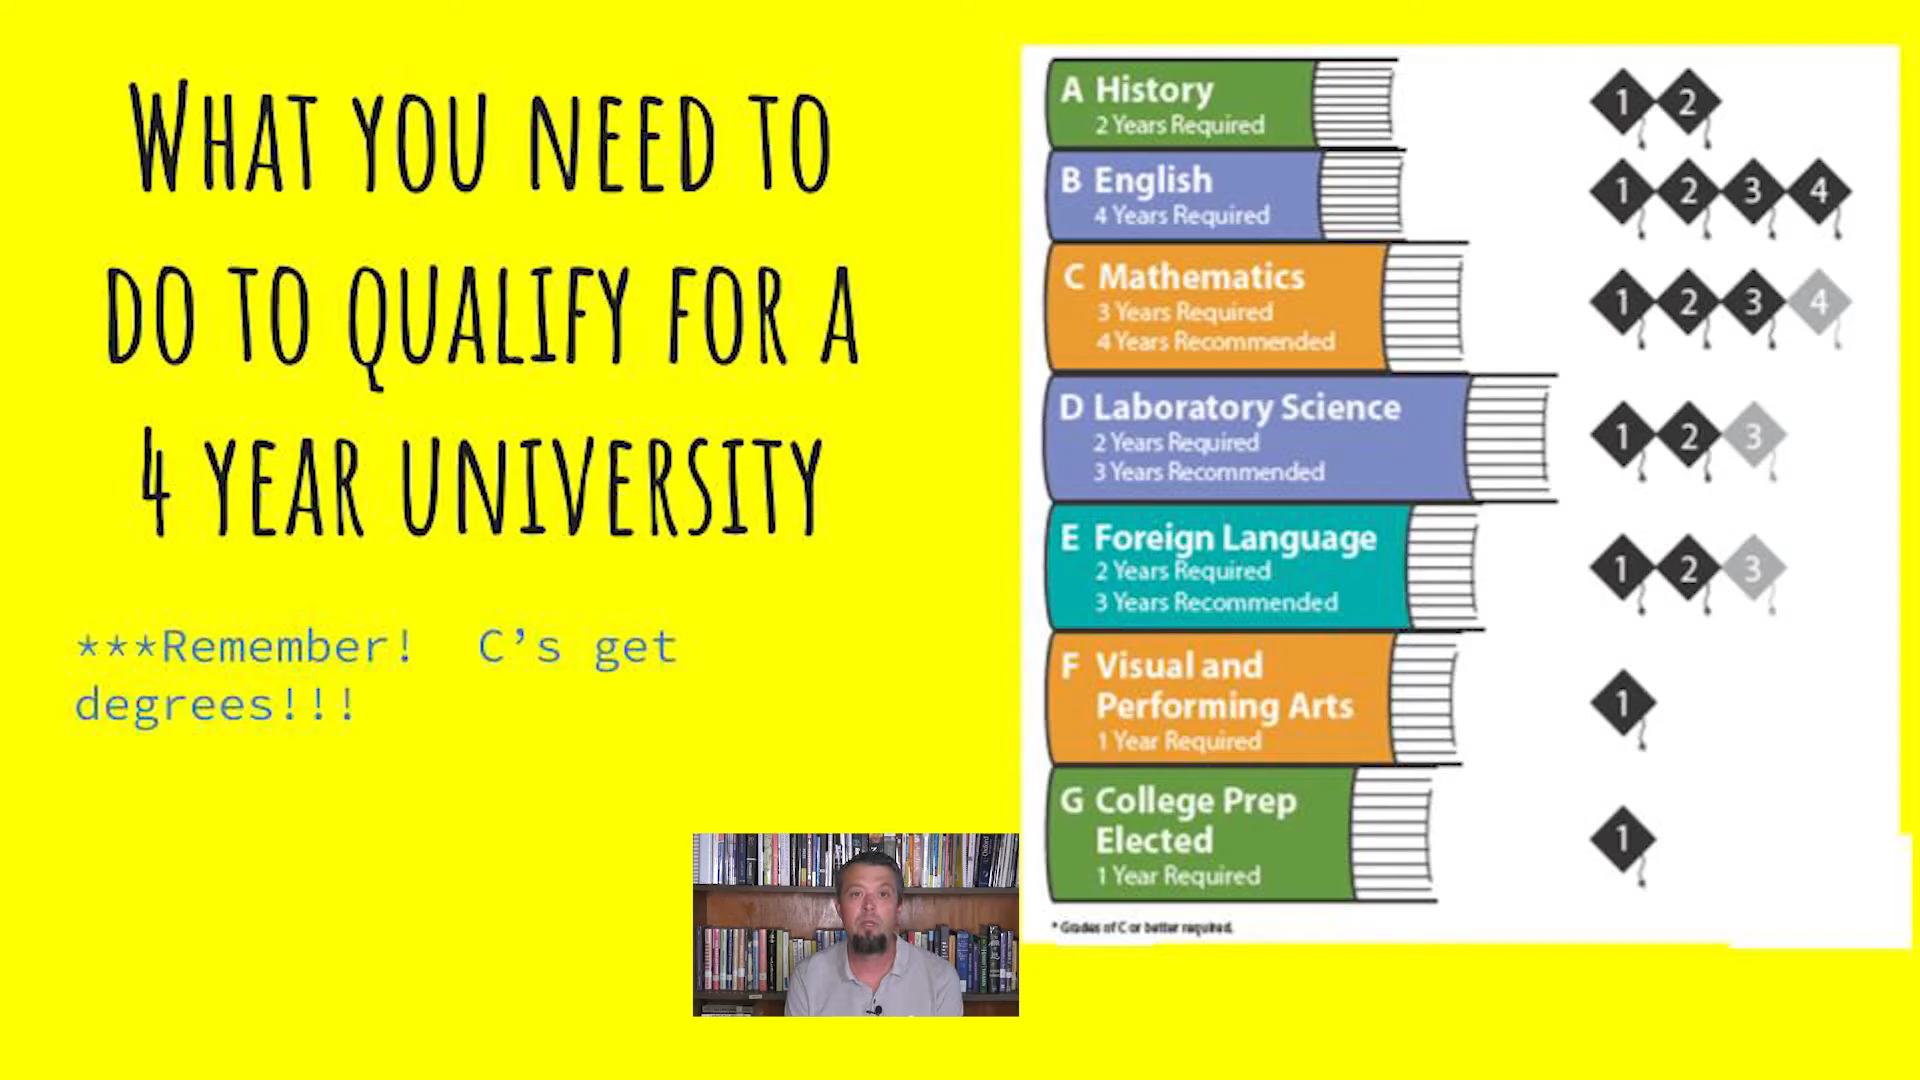 WHAT YOU NEED TO
DO TO QUALIFY FOR A
4 YEAR UNIVERSITY
***Remember! C’s get
degrees!!!
A History
2 Years Required
1 2
B English
4 Years Required
1 2 3 4
C Mathematics
3 Years Required
4 Years Recommended
1 2 3 4
D Laboratory Science
2 Years Required
3 Years Recommended
1 2 3
E Foreign Language
2 Years Required
3 Years Recommended
1 2 3
F Visual and
Performing Arts
1 Year Required
1
G College Prep
Elected
1 Year Required
1
* Grades of C or better required.